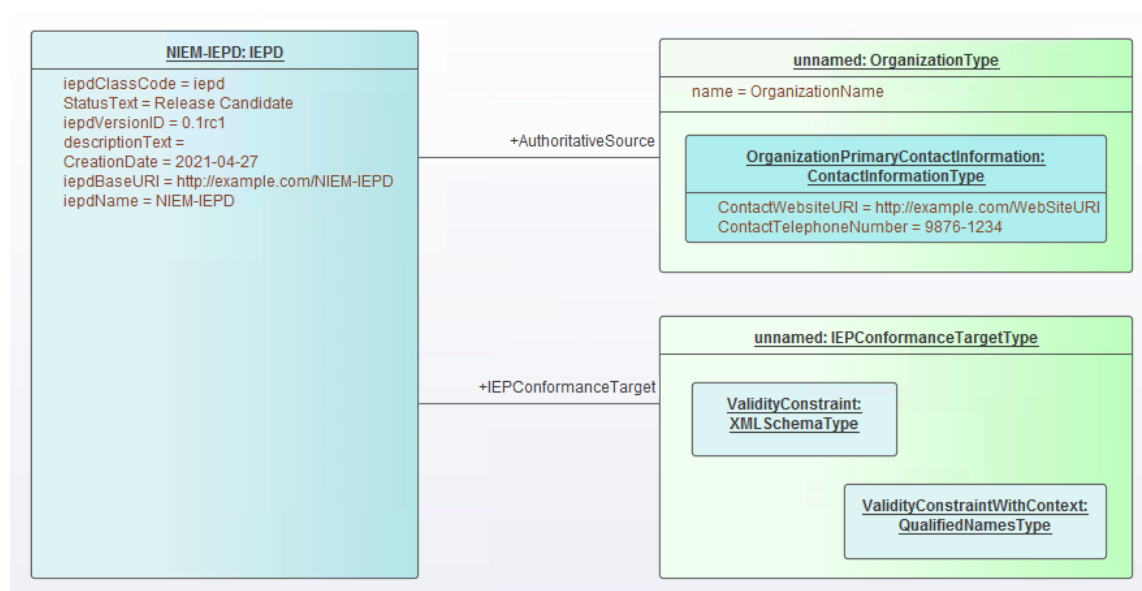 NIEM-IEPD: IEPD
iepdClassCode = iepd
StatusText = Release Candidate
iepdVersionID = 0.1rc1
descriptionText =
CreationDate = 2021-04-27
iepdBaseURI = http://example.com/NIEM-IEPD
iepdName = NIEM-IEPD
+AuthoritativeSource
unnamed: OrganizationType
name = OrganizationName
OrganizationPrimaryContactInformation:
ContactInformationType
ContactWebsiteURI = http://example.com/WebSiteURI
ContactTelephoneNumber = 9876-1234
+IEPConformanceTarget
unnamed: IEPConformanceTargetType
ValidityConstraint:
XMLSchemaType
ValidityConstraintWithContext:
QualifiedNamesType